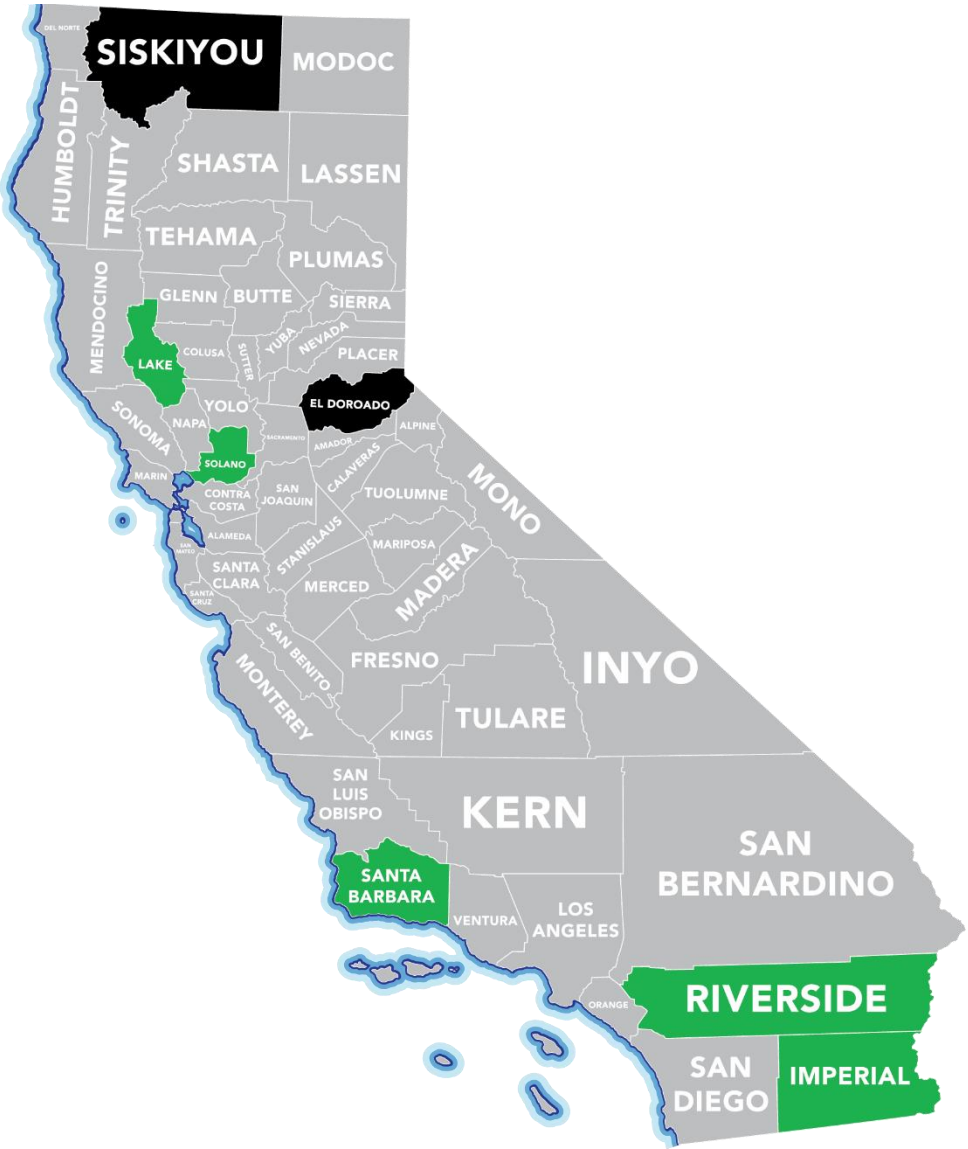 DEL NORTE
SISKIYOU
MODOC
HUMBOLDT
TRINITY
SHASTA
LASSEN
TEHAMA
PLUMAS
MENDOCINO
GLENN
BUTTE
SIERRA
LAKE
COLUSA
SUTTER
YUBA
NEVADA
PLACER
SONOMA
NAPA
YOLO
EL DOROADO
SACRAMENTO
AMADOR
ALPINE
MARIN
SOLANO
CONTRA
COSTA
SAN
JOAQUIN
CALAVERAS
TUOLUMNE
MONO
SAN
MATEO
ALAMEDA
STANISLAUS
MARIPOSA
SANTA
CLARA
SANTA
CRUZ
MERCED
MADERA
SAN BENITO
MONTEREY
FRESNO
INYO
KINGS
TULARE
SAN
LUIS
OBISPO
KERN
SAN
BERNARDINO
SANTA
BARBARA
VENTURA
LOS
ANGELES
ORANGE
RIVERSIDE
SAN
DIEGO
IMPERIAL